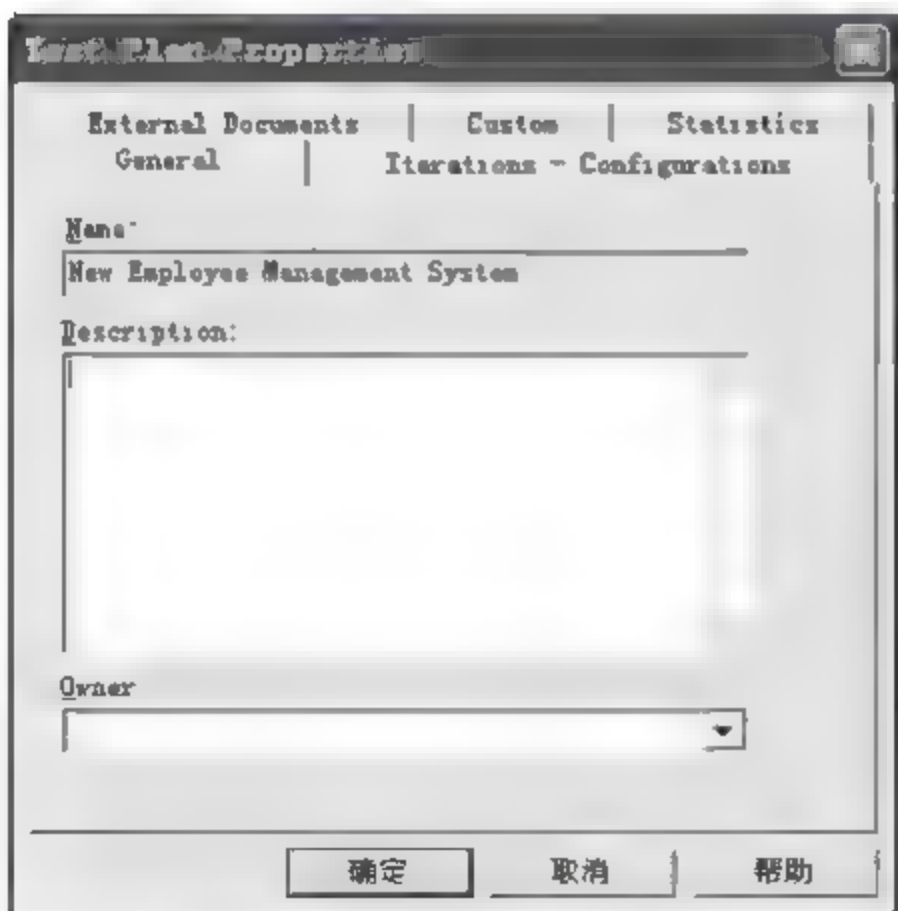 Test Plan Properties
External Documents Custom Statistics
General Iterations - Configurations
Name:
New Employee Management System
Description:
Owner
确定 取消 帮助